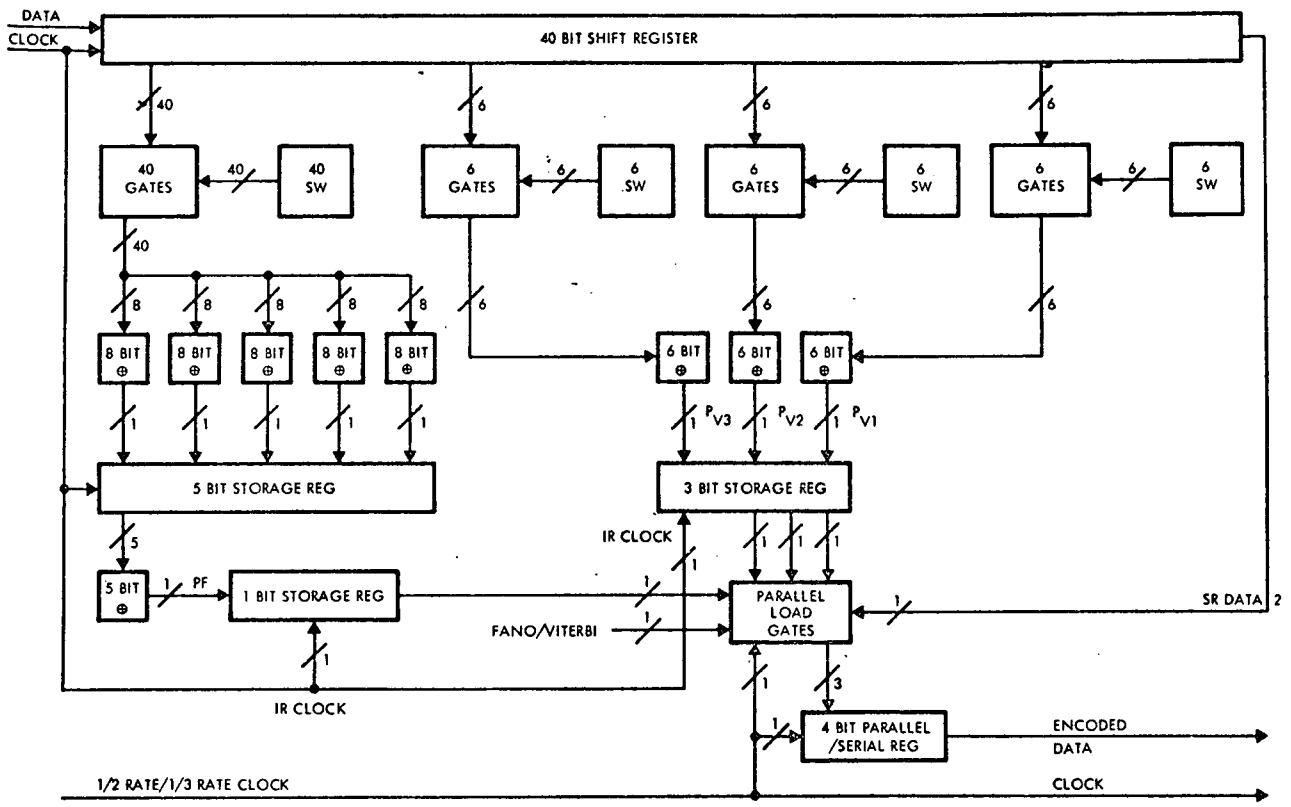 DATA
CLOCK
40 BIT SHIFT REGISTER
40
6
6
6
40
GATES
40
40
SW
6
GATES
6
6
SW
6
GATES
6
6
SW
6
GATES
6
6
SW
40
8
8
8
8
8
6
6
6
8 BIT
⊕
8 BIT
⊕
8 BIT
⊕
8 BIT
⊕
8 BIT
⊕
6 BIT
⊕
6 BIT
⊕
6 BIT
⊕
1
1
1
1
1
1
PV3
1
PV2
1
PV1
5 BIT STORAGE REG
3 BIT STORAGE REG
5
IR CLOCK
1
1
1
1
5 BIT
⊕
1
PF
1 BIT STORAGE REG
1
PARALLEL
LOAD
GATES
1
SR DATA 2
FANO/VITERBI
1
1
IR CLOCK
1
3
1
4 BIT PARALLEL
/SERIAL REG
ENCODED
DATA
1/2 RATE/1/3 RATE CLOCK
CLOCK